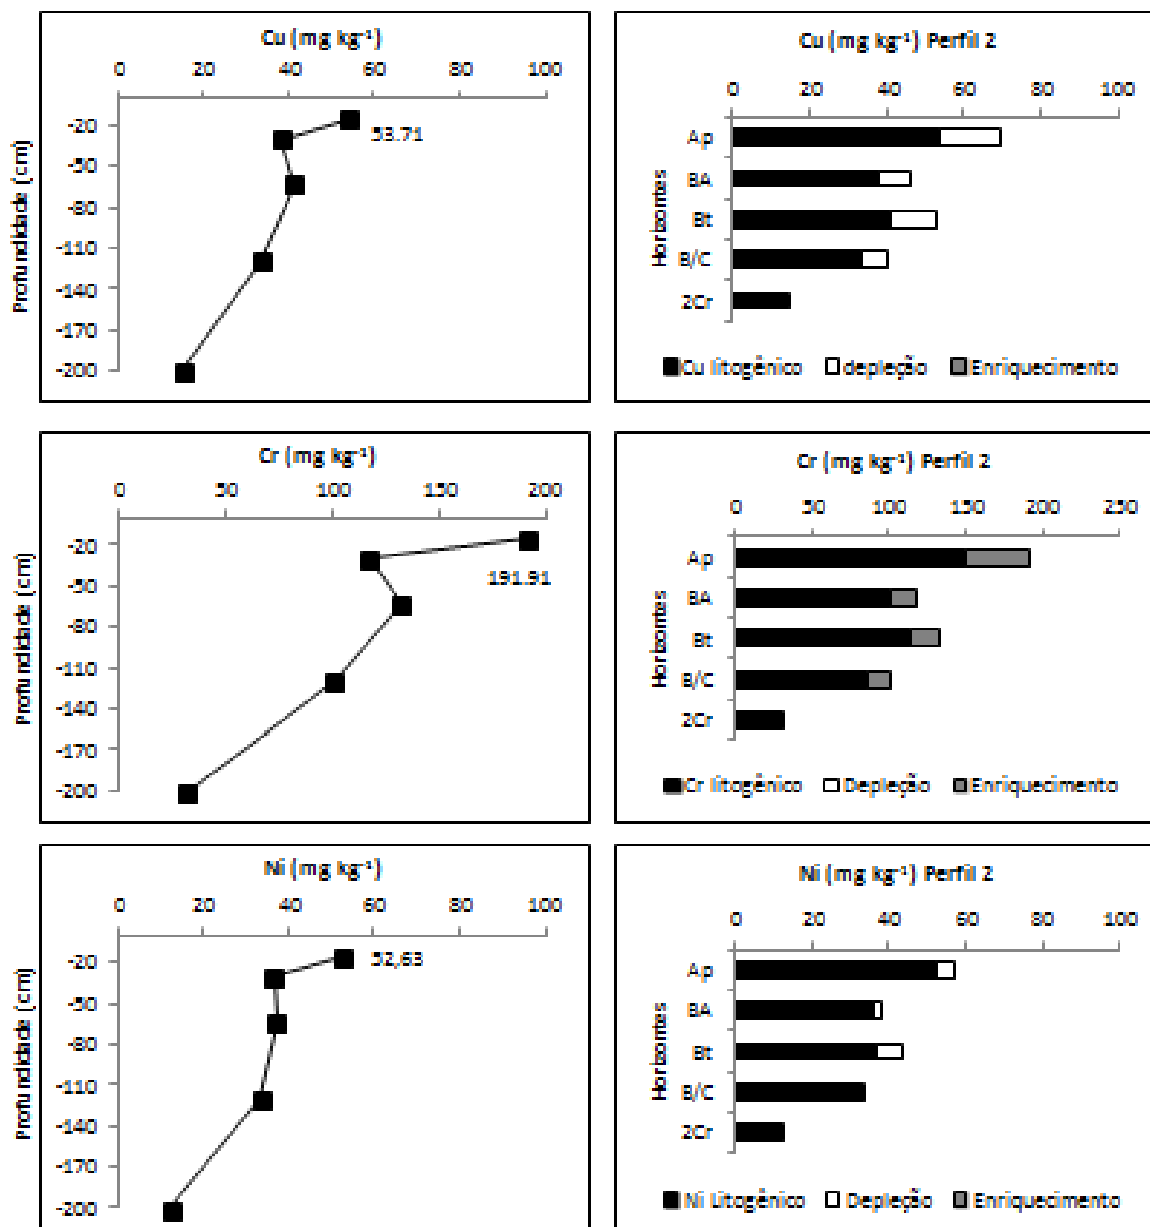 Cu (mg kg⁻¹)
0 20 40 60 80 100
Profundidade (cm)
-20
-50
-80
-110
-140
-170
-200
53.71
Cu (mg kg⁻¹) Perfil 2
0 20 40 60 80 100
Horizontes
Ap
BA
Bt
B/C
2Cr
Cu litogênico depleção Enriquecimento
Cr (mg kg⁻¹)
0 50 100 150 200
Profundidade (cm)
-20
-50
-80
-110
-140
-170
-200
191.91
Cr (mg kg⁻¹) Perfil 2
0 50 100 150 200 250
Horizontes
Ap
BA
Bt
B/C
2Cr
Cr litogênico Depleção Enriquecimento
Ni (mg kg⁻¹)
0 20 40 60 80 100
Profundidade (cm)
-20
-50
-80
-110
-140
-170
-200
52,63
Ni (mg kg⁻¹) Perfil 2
0 20 40 60 80 100
Horizontes
Ap
BA
Bt
B/C
2Cr
Ni Litogênico Depleção Enriquecimento